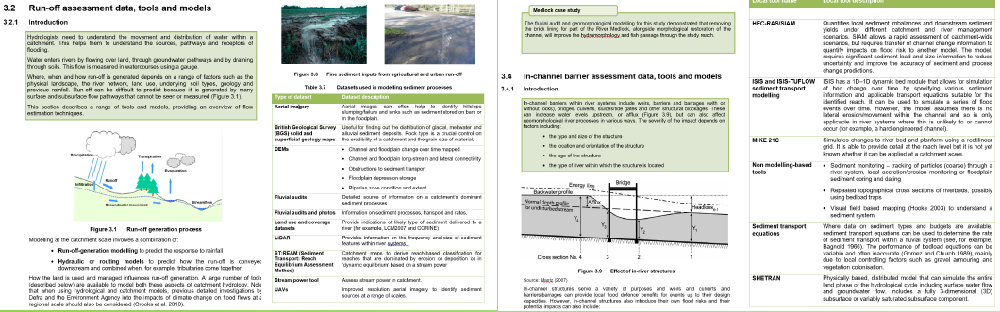 3.2 Run-off assessment data, tools and models
3.2.1 Introduction
Hydrologists need to understand the movement and distribution of water within a
catchment. This helps them to understand the sources, pathways and receptors of
flooding.
Water enters rivers by flowing over land, through groundwater pathways and by draining
through soils. This flow is measured in watercourses using a gauge.
Where, and how run-off is generated depends on a range of factors such as the
physical landscape, the river network, land use, underlying soil types, geology and
previous rainfall. Run-off can be difficult to predict because it is generated by many
surface and subsurface flow pathways that cannot be seen or measured (Figure 3.1).
This section describes a range of tools and models, providing an overview of flow
estimation techniques.
Precipitation
Transpiration
Evaporation
Infiltration
Runoff
Groundwater movement
Streamflow
Figure 3.1 Run-off generation process
Modelling at the catchment scale involves a combination of:
• Run-off-generation modelling to predict the response to rainfall
• Hydraulic or routing models to predict how the run-off is conveyed
downstream and combined when, for example, tributaries come together
How the land is used and managed influences run-off generation. A large number of tools
(described below) are available to model both these aspects of catchment hydrology.
that when using hydrological and catchment models, previous detailed investigations by
Defra and the Environment Agency into the impacts of climate change on flood flows at a
regional scale should also be considered (Crooks et al. 2010).
Figure 3.6 Fine sediment inputs from agricultural and urban run-off
Table 3.7 Datasets used in modelling sediment processes
Type of dataset Dataset description
Aerial imagery Aerial images can often help to identify hillslope
slumping/failure and sinks such as sediment stored on bars
in the floodplain.
British Geological Survey (BGS) solid and superficial geology maps Useful for finding out the distribution of glacial, meltwater and
alluvial sediment deposits. Rock type is a crucial control on
the erodibility of a catchment and the grain size of material.
DEMs • Channel and floodplain change over time mapped
• Channel and floodplain long-stream and lateral connectivity
• Obstructions to sediment transport
• Floodplain depression storage
• Riparian zone condition and extent
Fluvial audits Detailed source of information on a catchment's dominant
sediment processes.
Fluvial audits and photos Information on sediment processes, transport and rates.
Land use and coverage datasets Provide indications of likely type of sediment delivered to a
river (for example, LCM2007 and CORINE)
LiDAR Provides information on the frequency and size of sediment
features within river systems.
ST:REAM (Sediment Transport: Reach Equilibrium Assessment Method) Catchment maps to derive reach-based classification for
reaches that are dominated by erosion or deposition or in
'dynamic equilibrium' based on a stream power
Stream power tool Assess stream power in catchment.
UAVs Improved resolution aerial imagery to identify sediment
sources at a range of scales.
Medlock case study
The fluvial audit and geomorphological modelling for this study demonstrated that removing
the brick lining for part of the River Medlock, alongside morphological restoration of the
channel, will improve the hydromorphology and fish passage through the study reach.
3.4 In-channel barrier assessment data, tools and models
3.4.1 Introduction
In-channel barriers within river systems include weirs, barriers and barrages (with or
without locks), bridges, culverts, sluices/tide gates and other structural blockages. These
can increase water levels upstream, or afflux (Figure 3.9), but can also affect
geomorphological river processes in various ways. The severity of the impact depends on
factors including:
• the type and size of the structure
• the location and orientation of the structure
• the age of the structure
• the type of river within which the structure is located
Energy line
Bridge
Backwater profile
Normal depth profile
for undisturbed stream
Afflux
Headloss
Cross section No. 4 3 2 1
Figure 3.9 Effect of in-river structures
Source: Mantz (2007)
In-channel structures serve a variety of purposes and weirs and culverts and
barriers/barrages can provide local flood defence benefits for events up to their design
capacities. However, in-channel structures also introduce their own flood risks and their
potential impacts can also include:
Local tool name Local tool description
HEC-RAS/SIAM Quantifies local sediment imbalances and downstream sediment
yields under different catchment and river management
scenarios. SIAM allows a rapid assessment of catchment-wide
scenarios, but requires transfer of channel change information to
quantify impacts on flood risk to another model. The model,
requires significant sediment load and size information to reduce
uncertainty and improve the accuracy of sediment and process
change predictions.
ISIS and ISIS-TUFLOW sediment transport modelling ISIS has a 1D–1D dynamic bed module that allows for simulation
of bed change over time by specifying various sediment
information and applicable transport equations suitable for the
identified reach. It can be used to simulate a series of flood
events over time. However, the model assumes there is no
lateral erosion/movement within the channel and so is only
applicable in river systems where this is unlikely to or cannot
occur (for example, a hard engineered channel).
MIKE 21C Simulates changes to river bed and planform using a rectilinear
grid. It is able to provide detail at the reach level but it is not yet
known whether it can be applied at a catchment scale.
Non modelling-based tools • Sediment monitoring – tracking of particles (coarse) through a
river system, local accretion/erosion monitoring or floodplain
sediment coring and dating
• Repeated topographical cross sections of riverbeds, possibly
using bedload traps
• Visual field based mapping (Hooke 2003) to understand a
sediment system
Sediment transport equations Where data on sediment types and budgets are available,
sediment transport equations can be used to determine the rate
of sediment transport within a fluvial system (see, for example,
Bagnold 1966). The performance of bedload equations can be
variable and often inaccurate (Gomez and Church 1989), mainly
due to local controlling factors such as gravel armouring and
vegetation content.
SHETRAN Physically based, distributed model that can simulate the entire
land phase of the hydrological cycle including surface water flow
and groundwater flow. Includes a fully 3-dimensional (3D)
subsurface or variably saturated subsurface component.